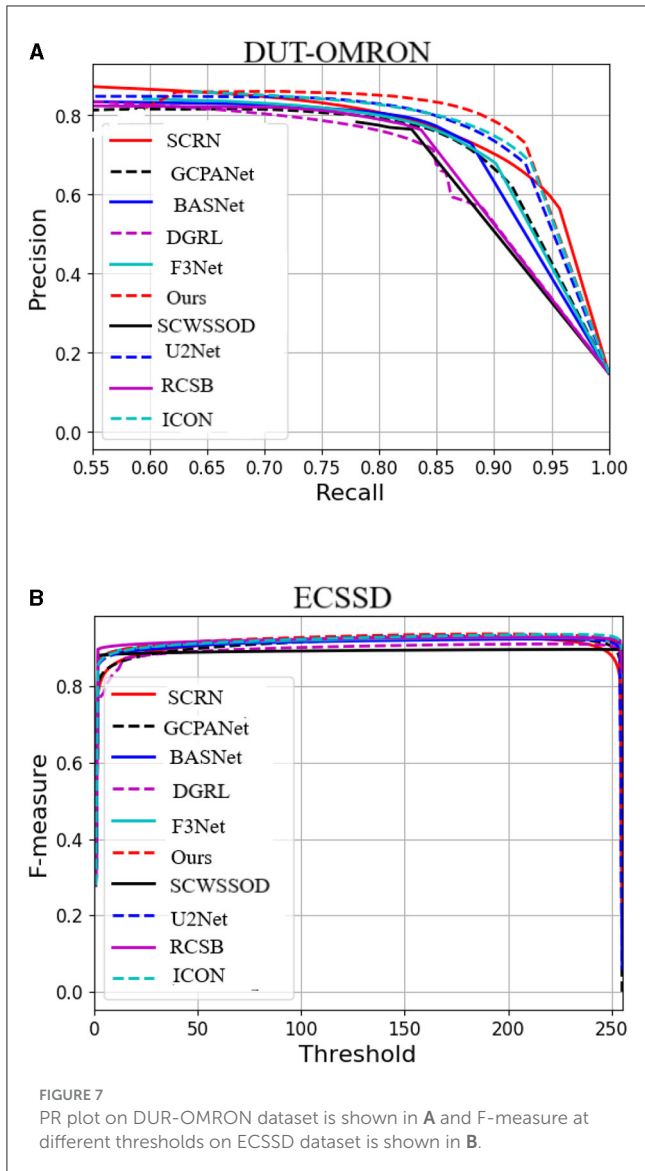 A
DUT-OMRON
Precision
0.8
0.6
0.4
0.2
0.0
SCRN
GCPANet
BASNet
DGRL
F3Net
Ours
SCWSSOD
U2Net
RCSB
ICON
0.55 0.60 0.65 0.70 0.75 0.80 0.85 0.90 0.95 1.00
Recall
B
ECSSD
F-measure
0.8
0.6
0.4
0.2
0.0
SCRN
GCPANet
BASNet
DGRL
F3Net
Ours
SCWSSOD
U2Net
RCSB
ICON
0 50 100 150 200 250
Threshold
FIGURE 7
PR plot on DUR-OMRON dataset is shown in A and F-measure at
different thresholds on ECSSD dataset is shown in B.